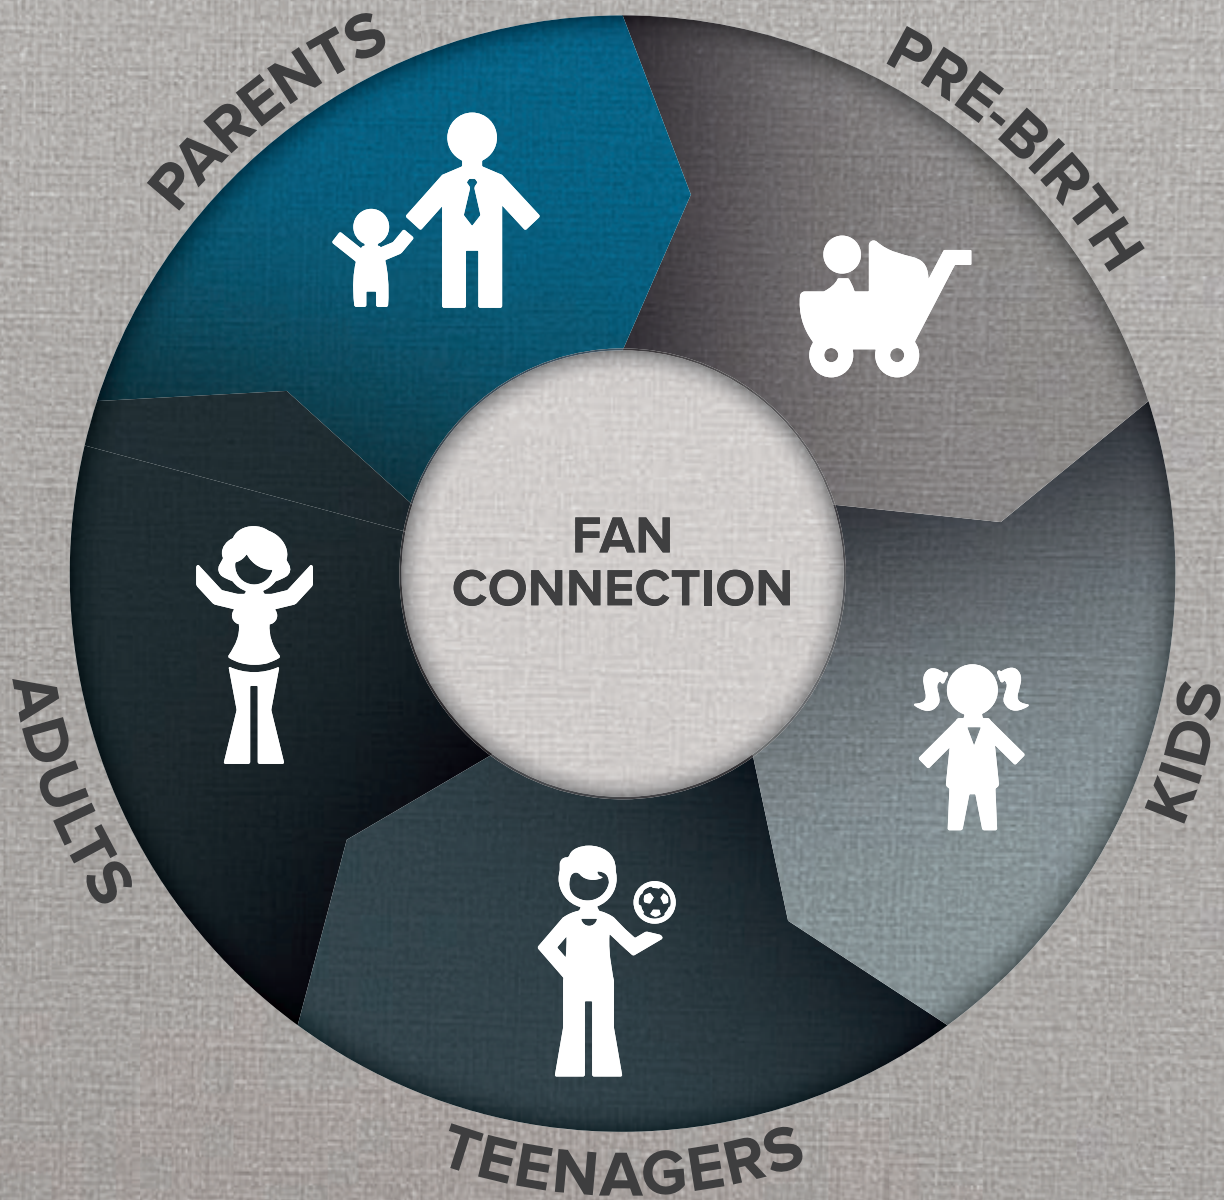 PARENTS
PRE-BIRTH
FAN
CONNECTION
KIDS
ADULTS
TEENAGERS